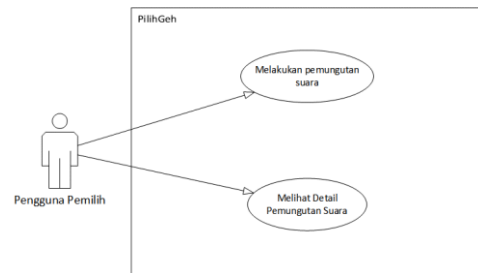 PilihGeh
Melakukan pemungutan
suara
Pengguna Pemilih
Melihat Detail
Pemungutan Suara